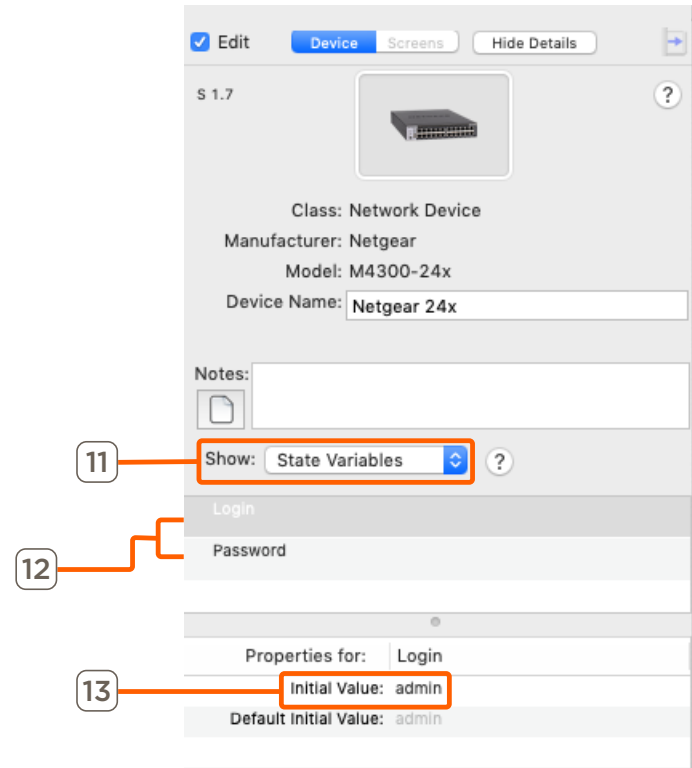 Edit Device Screens Hide Details
S 1.7 ?
Class: Network Device
Manufacturer: Netgear
Model: M4300-24x
Device Name: Netgear 24x
Notes:
11 Show: State Variables ?
Login
12 Password
Properties for: Login
13 Initial Value: admin
Default Initial Value: admin